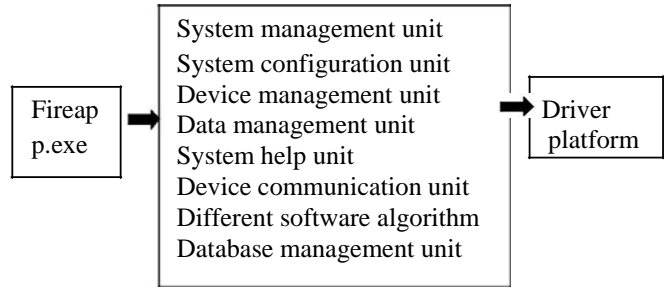 Fireap
p.exe
System management unit
System configuration unit
Device management unit
Data management unit
System help unit
Device communication unit
Different software algorithm
Database management unit
Driver
platform